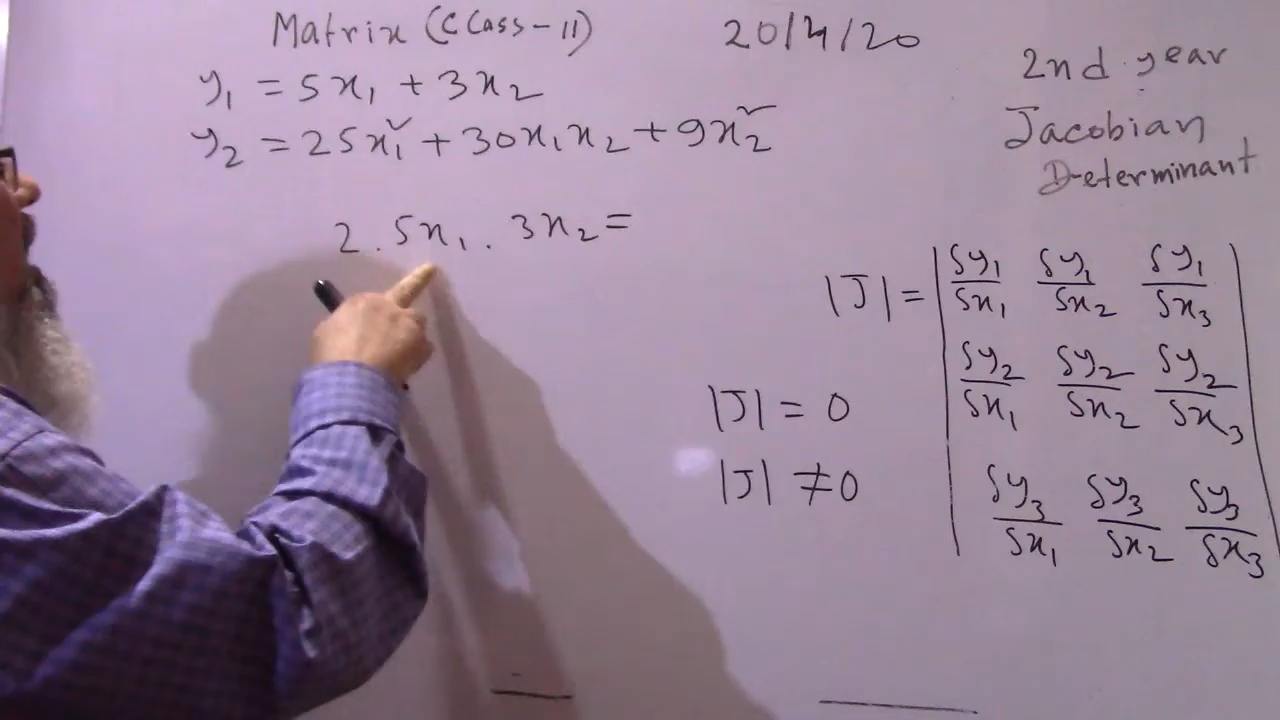 Matrix (Class-11)
20/4/20
y₁ = 5x₁ + 3x₂
y₂ = 25x₁² + 30x₁x₂ + 9x₂²
2 . 5x₁ . 3x₂ =
2nd year
Jacobian
Determinant
|J| = | δy₁/δx₁ δy₁/δx₂ δy₁/δx₃ |
| δy₂/δx₁ δy₂/δx₂ δy₂/δx₃ |
| δy₃/δx₁ δy₃/δx₂ δy₃/δx₃ |
|J| = 0
|J| ≠ 0